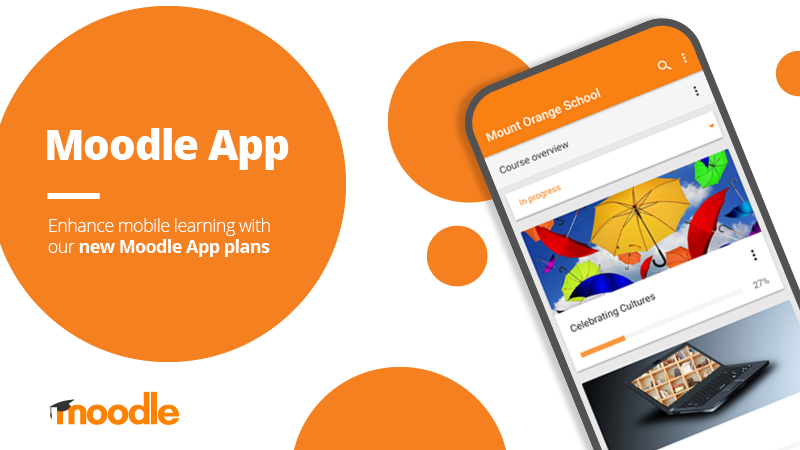 Moodle App
Enhance mobile learning with
our new Moodle App plans
moodle
Mount Orange School
Course overview
In progress
Celebrating Cultures
27%